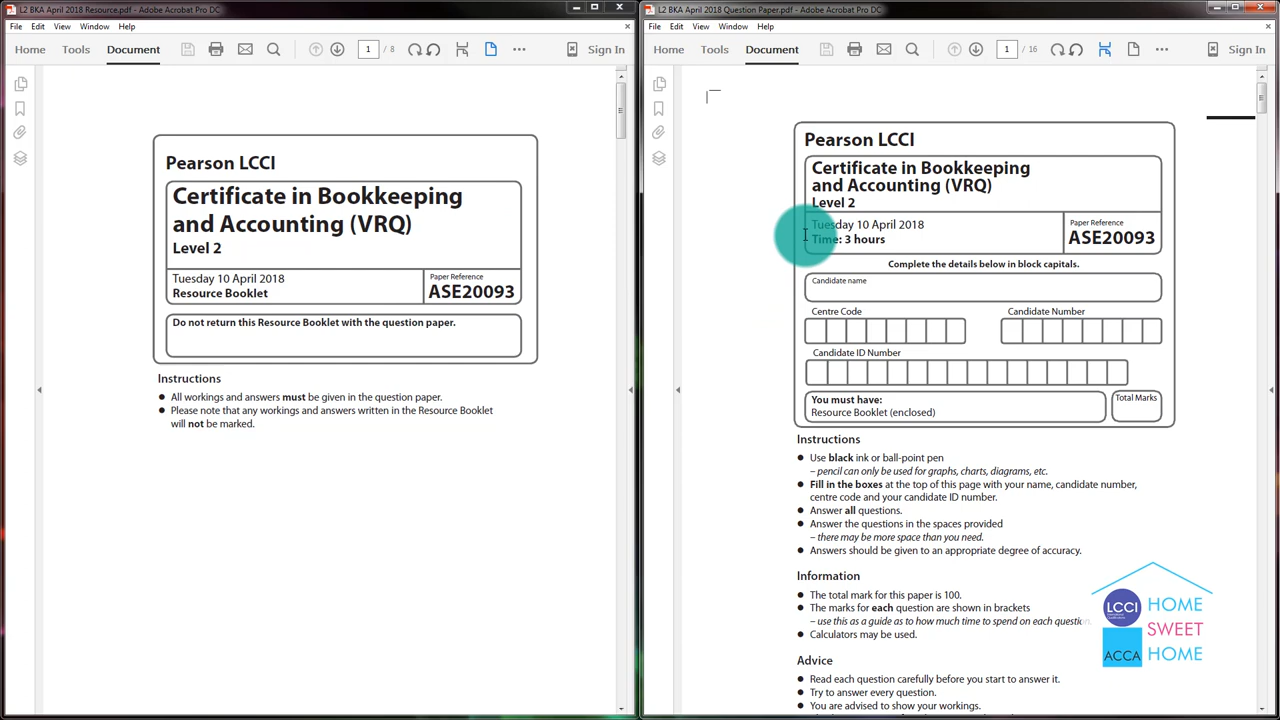 L2 BKA April 2018 Resource.pdf - Adobe Acrobat Pro DC
File Edit View Window Help
Home Tools Document 1 / 8 Sign In
Pearson LCCI
Certificate in Bookkeeping
and Accounting (VRQ)
Level 2
Tuesday 10 April 2018
Resource Booklet
Paper Reference
ASE20093
Do not return this Resource Booklet with the question paper.
Instructions
● All workings and answers must be given in the question paper.
● Please note that any workings and answers written in the Resource Booklet
will not be marked.
L2 BKA April 2018 Question Paper.pdf - Adobe Acrobat Pro DC
File Edit View Window Help
Home Tools Document 1 / 16 Sign In
Pearson LCCI
Certificate in Bookkeeping
and Accounting (VRQ)
Level 2
Tuesday 10 April 2018
Time: 3 hours
Paper Reference
ASE20093
Complete the details below in block capitals.
Candidate name
Centre Code Candidate Number
Candidate ID Number
You must have:
Resource Booklet (enclosed)
Total Marks
Instructions
● Use black ink or ball-point pen
– pencil can only be used for graphs, charts, diagrams, etc.
● Fill in the boxes at the top of this page with your name, candidate number,
centre code and your candidate ID number.
● Answer all questions.
● Answer the questions in the spaces provided
– there may be more space than you need.
● Answers should be given to an appropriate degree of accuracy.
Information
● The total mark for this paper is 100.
● The marks for each question are shown in brackets
– use this as a guide as to how much time to spend on each question.
● Calculators may be used.
Advice
● Read each question carefully before you start to answer it.
● Try to answer every question.
● You are advised to show your workings.
LCCI
ACCA
HOME
SWEET
HOME